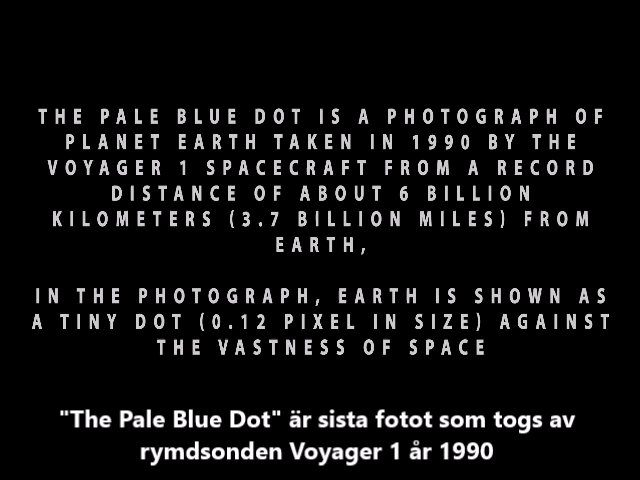 THE PALE BLUE DOT IS A PHOTOGRAPH OF
PLANET EARTH TAKEN IN 1990 BY THE
VOYAGER 1 SPACECRAFT FROM A RECORD
DISTANCE OF ABOUT 6 BILLION
KILOMETERS (3.7 BILLION MILES) FROM
EARTH,
IN THE PHOTOGRAPH, EARTH IS SHOWN AS
A TINY DOT (0.12 PIXEL IN SIZE) AGAINST
THE VASTNESS OF SPACE
"The Pale Blue Dot" är sista fotot som togs av
rymdsonden Voyager 1 år 1990